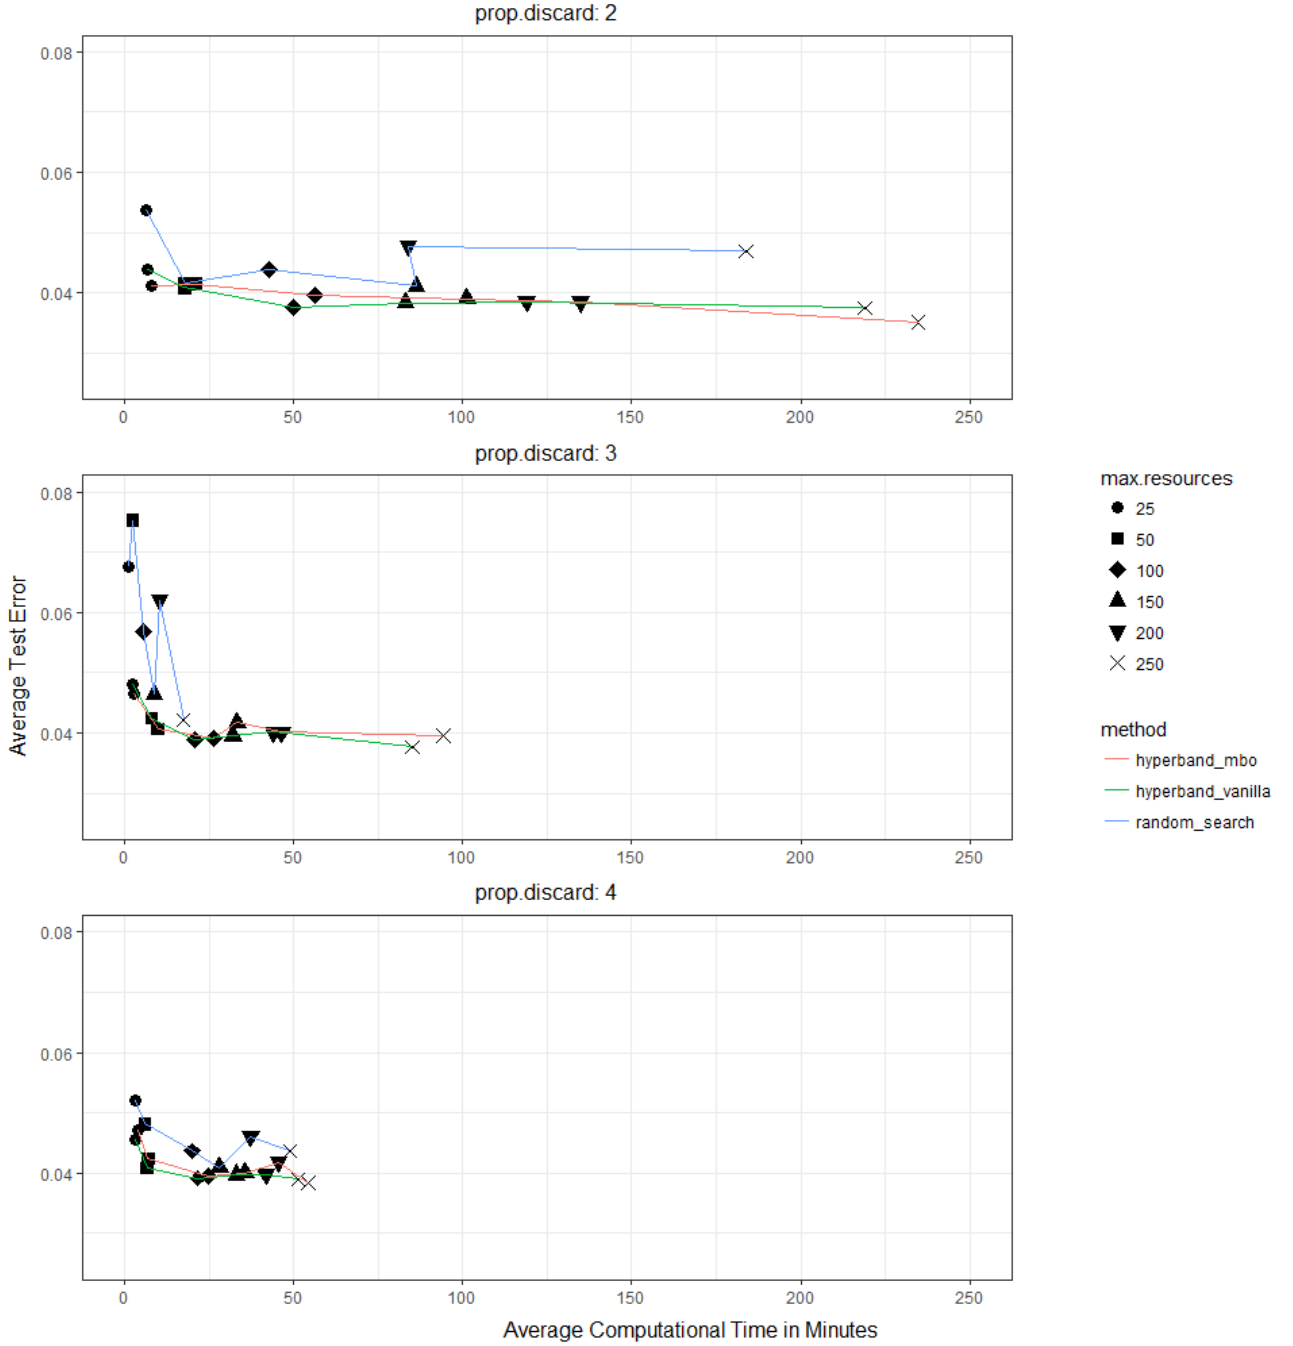 prop.discard: 2
0.08
0.06
0.04
0 50 100 150 200 250
prop.discard: 3
0.08
0.06
0.04
0 50 100 150 200 250
prop.discard: 4
0.08
0.06
0.04
0 50 100 150 200 250
Average Computational Time in Minutes
Average Test Error
max.resources
25
50
100
150
200
250
method
hyperband_mbo
hyperband_vanilla
random_search